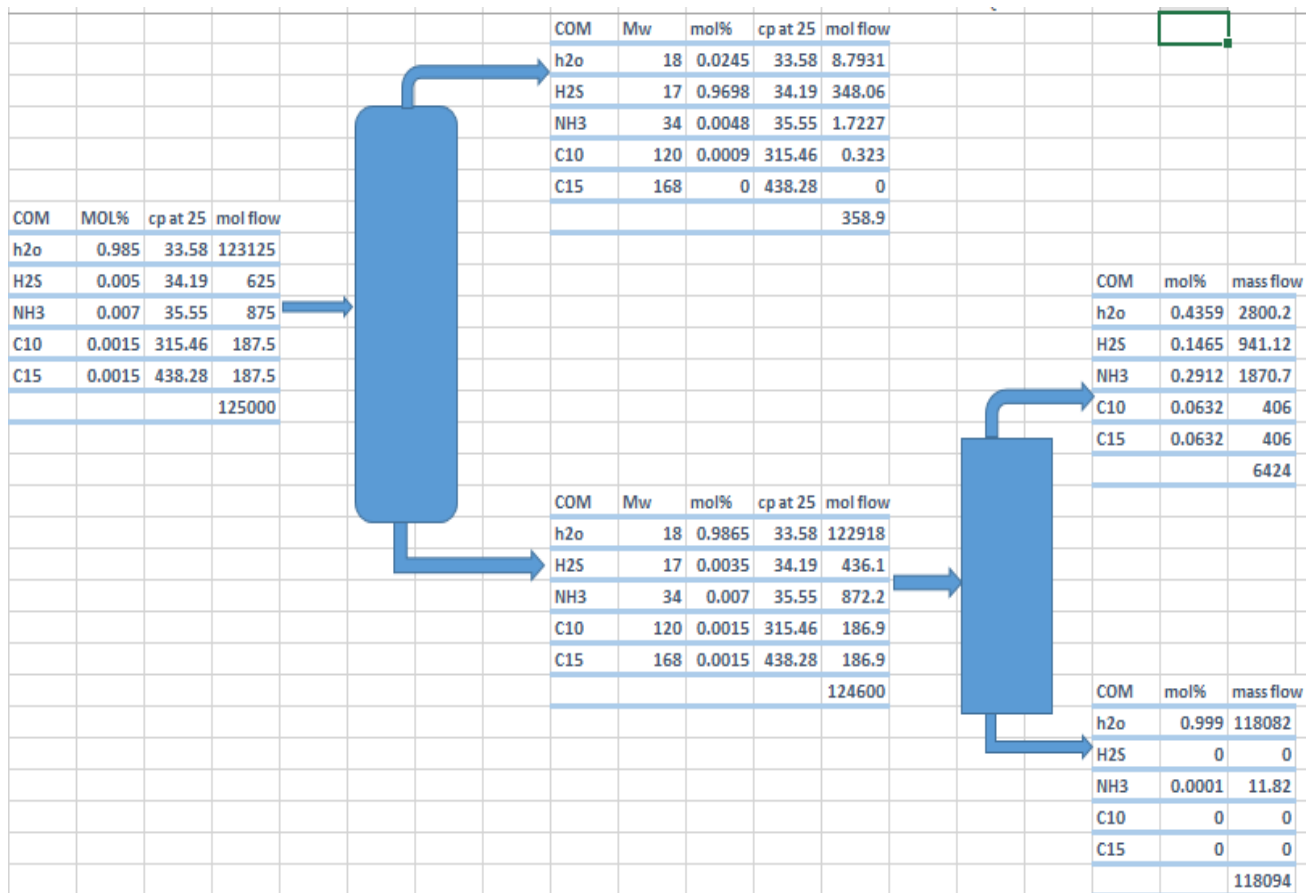 COM Mw mol% cp at 25 mol flow
h2o 18 0.0245 33.58 8.7931
H2S 17 0.9698 34.19 348.06
NH3 34 0.0048 35.55 1.7227
C10 120 0.0009 315.46 0.323
C15 168 0 438.28 0
358.9
COM MOL% cp at 25 mol flow
h2o 0.985 33.58 123125
H2S 0.005 34.19 625
NH3 0.007 35.55 875
C10 0.0015 315.46 187.5
C15 0.0015 438.28 187.5
125000
COM mol% mass flow
h2o 0.4359 2800.2
H2S 0.1465 941.12
NH3 0.2912 1870.7
C10 0.0632 406
C15 0.0632 406
6424
COM Mw mol% cp at 25 mol flow
h2o 18 0.9865 33.58 122918
H2S 17 0.0035 34.19 436.1
NH3 34 0.007 35.55 872.2
C10 120 0.0015 315.46 186.9
C15 168 0.0015 438.28 186.9
124600
COM mol% mass flow
h2o 0.999 118082
H2S 0 0
NH3 0.0001 11.82
C10 0 0
C15 0 0
118094